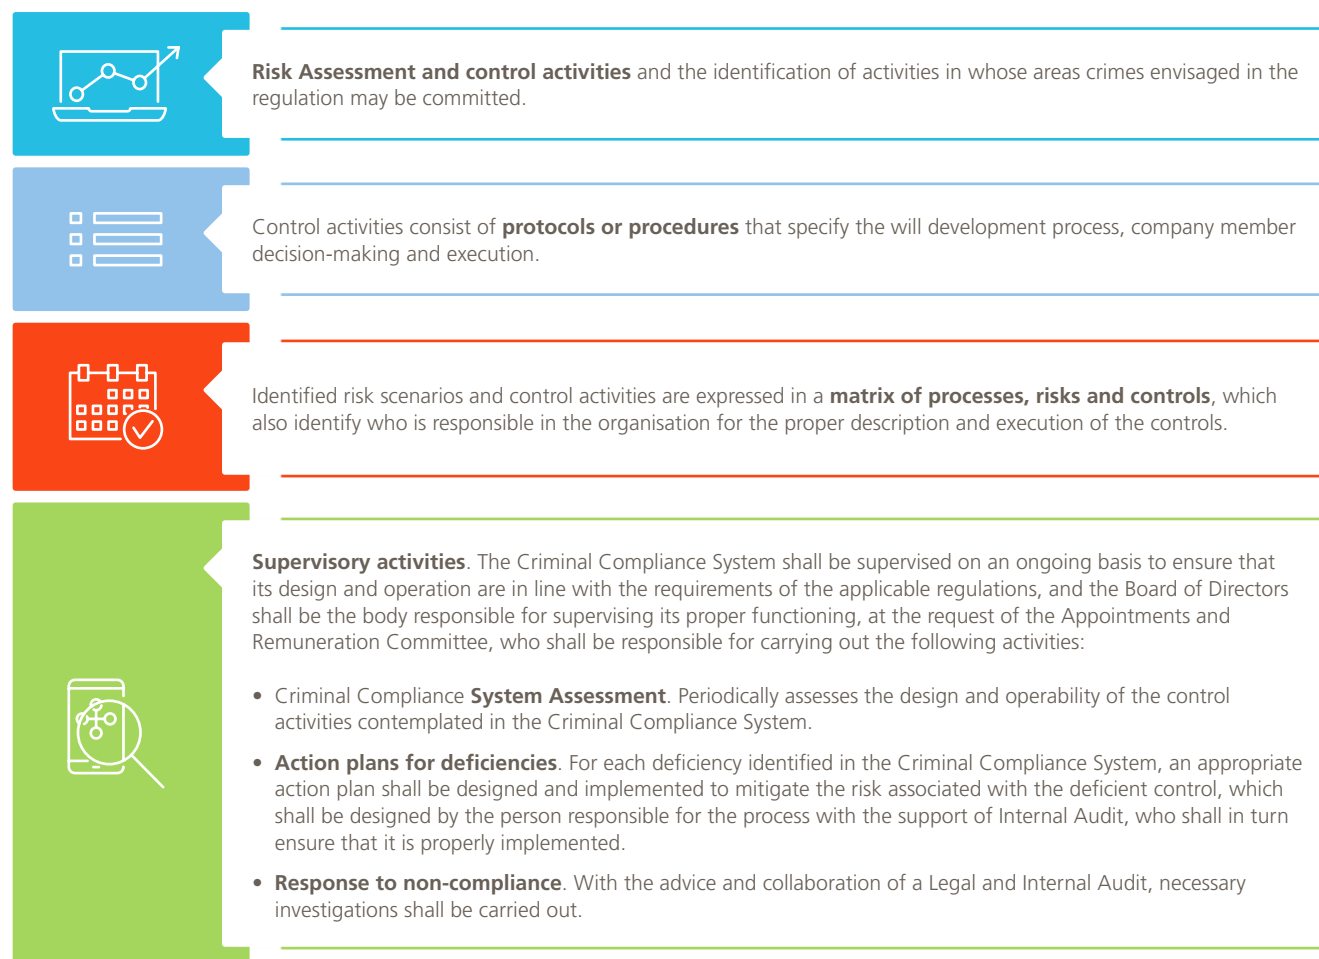 Risk Assessment and control activities and the identification of activities in whose areas crimes envisaged in the
regulation may be committed.
Control activities consist of protocols or procedures that specify the will development process, company member
decision-making and execution.
Identified risk scenarios and control activities are expressed in a matrix of processes, risks and controls, which
also identify who is responsible in the organisation for the proper description and execution of the controls.
Supervisory activities. The Criminal Compliance System shall be supervised on an ongoing basis to ensure that
its design and operation are in line with the requirements of the applicable regulations, and the Board of Directors
shall be the body responsible for supervising its proper functioning, at the request of the Appointments and
Remuneration Committee, who shall be responsible for carrying out the following activities:
• Criminal Compliance System Assessment. Periodically assesses the design and operability of the control
activities contemplated in the Criminal Compliance System.
• Action plans for deficiencies. For each deficiency identified in the Criminal Compliance System, an appropriate
action plan shall be designed and implemented to mitigate the risk associated with the deficient control, which
shall be designed by the person responsible for the process with the support of Internal Audit, who shall in turn
ensure that it is properly implemented.
• Response to non-compliance. With the advice and collaboration of a Legal and Internal Audit, necessary
investigations shall be carried out.